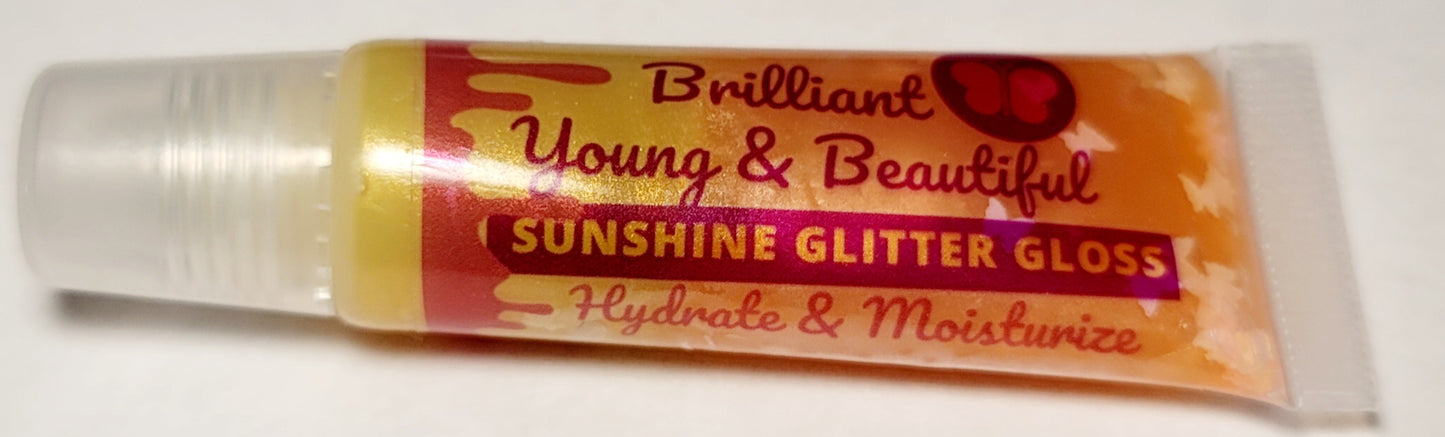 Brilliant
Young & Beautiful
SUNSHINE GLITTER GLOSS
Hydrate & Moisturize